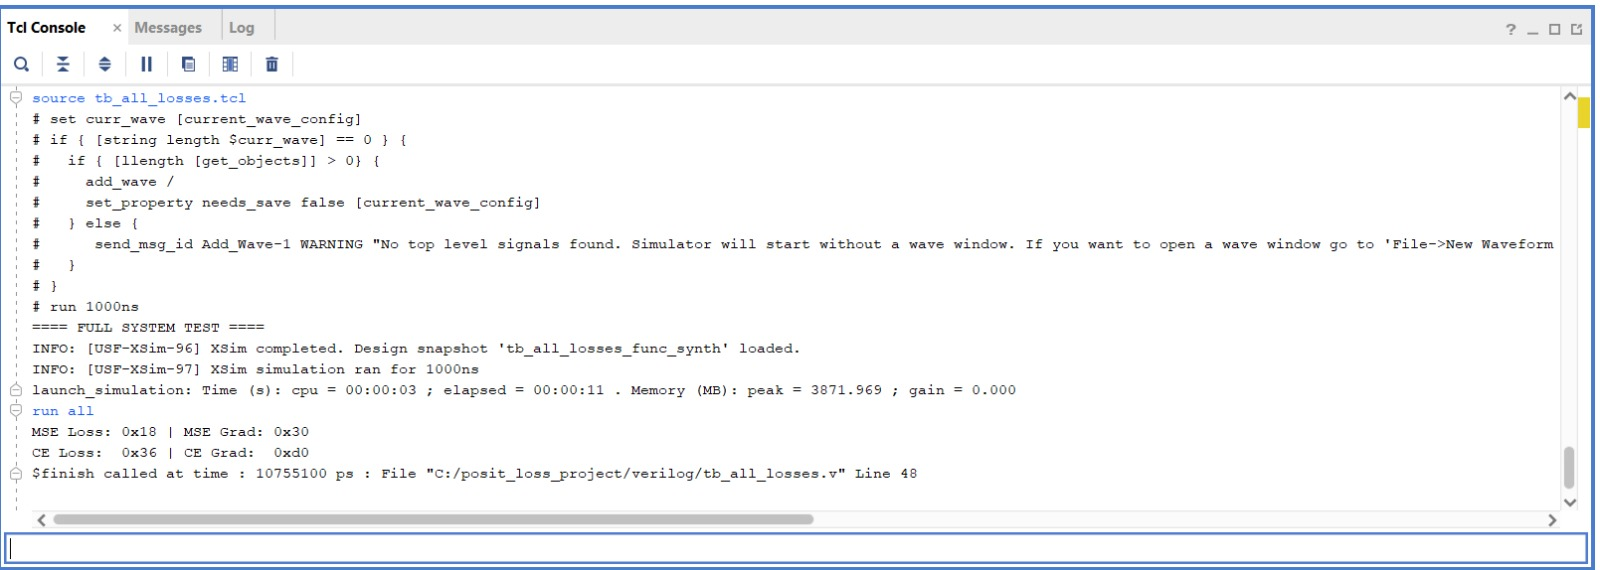 Tcl Console × Messages Log
source tb_all_losses.tcl
# set curr_wave [current_wave_config]
# if { [string length $curr_wave] == 0 } {
#   if { [llength [get_objects]] > 0} {
#     add_wave /
#     set_property needs_save false [current_wave_config]
#   } else {
#      send_msg_id Add_Wave-1 WARNING "No top level signals found. Simulator will start without a wave window. If you want to open a wave window go to 'File->New Waveform
#   }
# }
# run 1000ns
==== FULL SYSTEM TEST ====
INFO: [USF-XSim-96] XSim completed. Design snapshot 'tb_all_losses_func_synth' loaded.
INFO: [USF-XSim-97] XSim simulation ran for 1000ns
launch_simulation: Time (s): cpu = 00:00:03 ; elapsed = 00:00:11 . Memory (MB): peak = 3871.969 ; gain = 0.000
run all
MSE Loss: 0x18 | MSE Grad: 0x30
CE Loss:  0x36 | CE Grad:  0xd0
$finish called at time : 10755100 ps : File "C:/posit_loss_project/verilog/tb_all_losses.v" Line 48